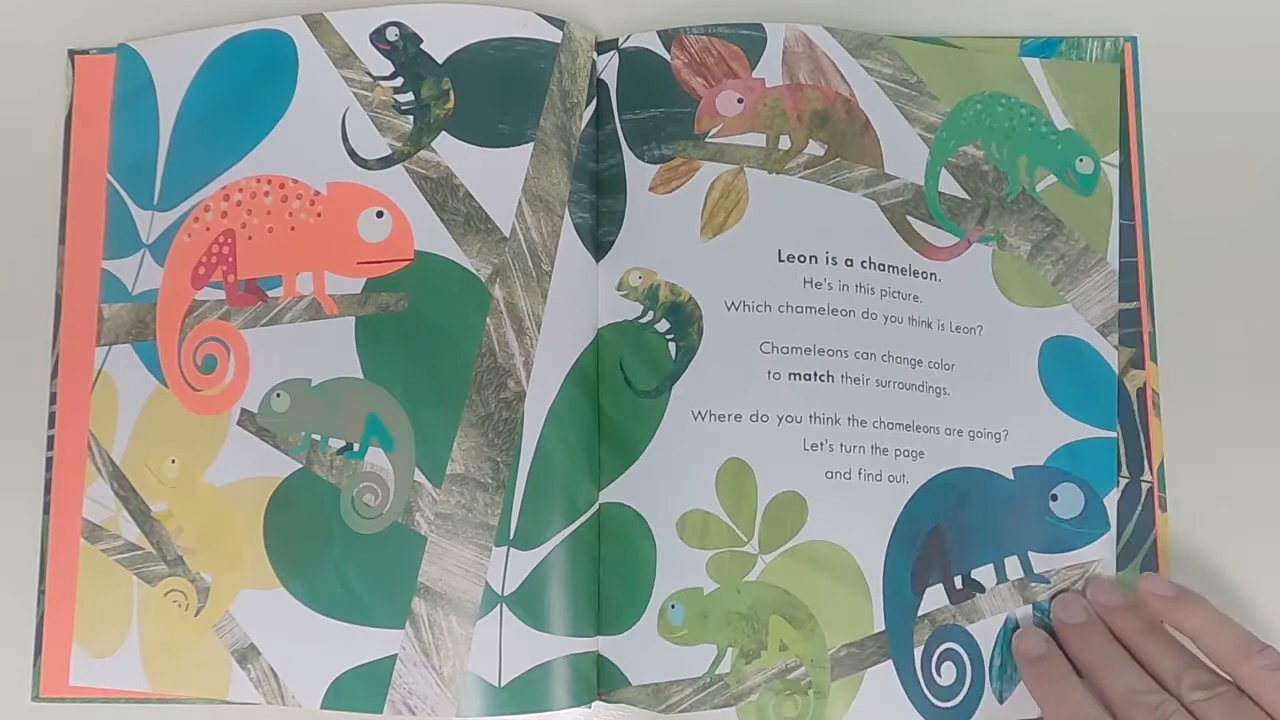 Leon is a chameleon.
He's in this picture.
Which chameleon do you think is Leon?
Chameleons can change color
to match their surroundings.
Where do you think the chameleons are going?
Let's turn the page
and find out.